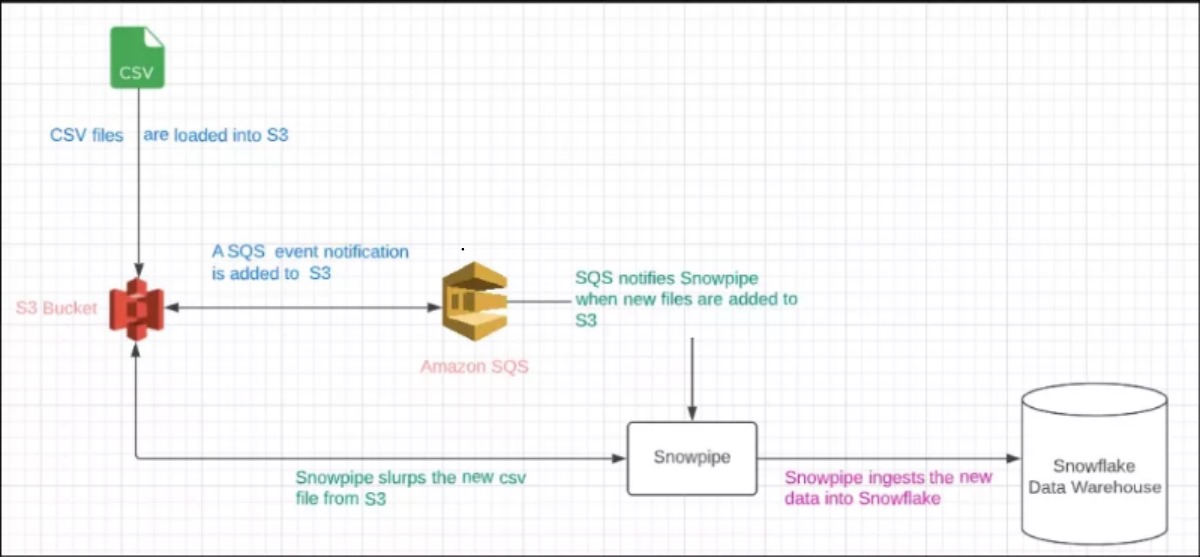 CSV
CSV files are loaded into S3
A SQS event notification
is added to S3
S3 Bucket
SQS notifies Snowpipe
when new files are added to
S3
Amazon SQS
Snowpipe
Snowpipe slurps the new csv
file from S3
Snowpipe ingests the new
data into Snowflake
Snowflake
Data Warehouse